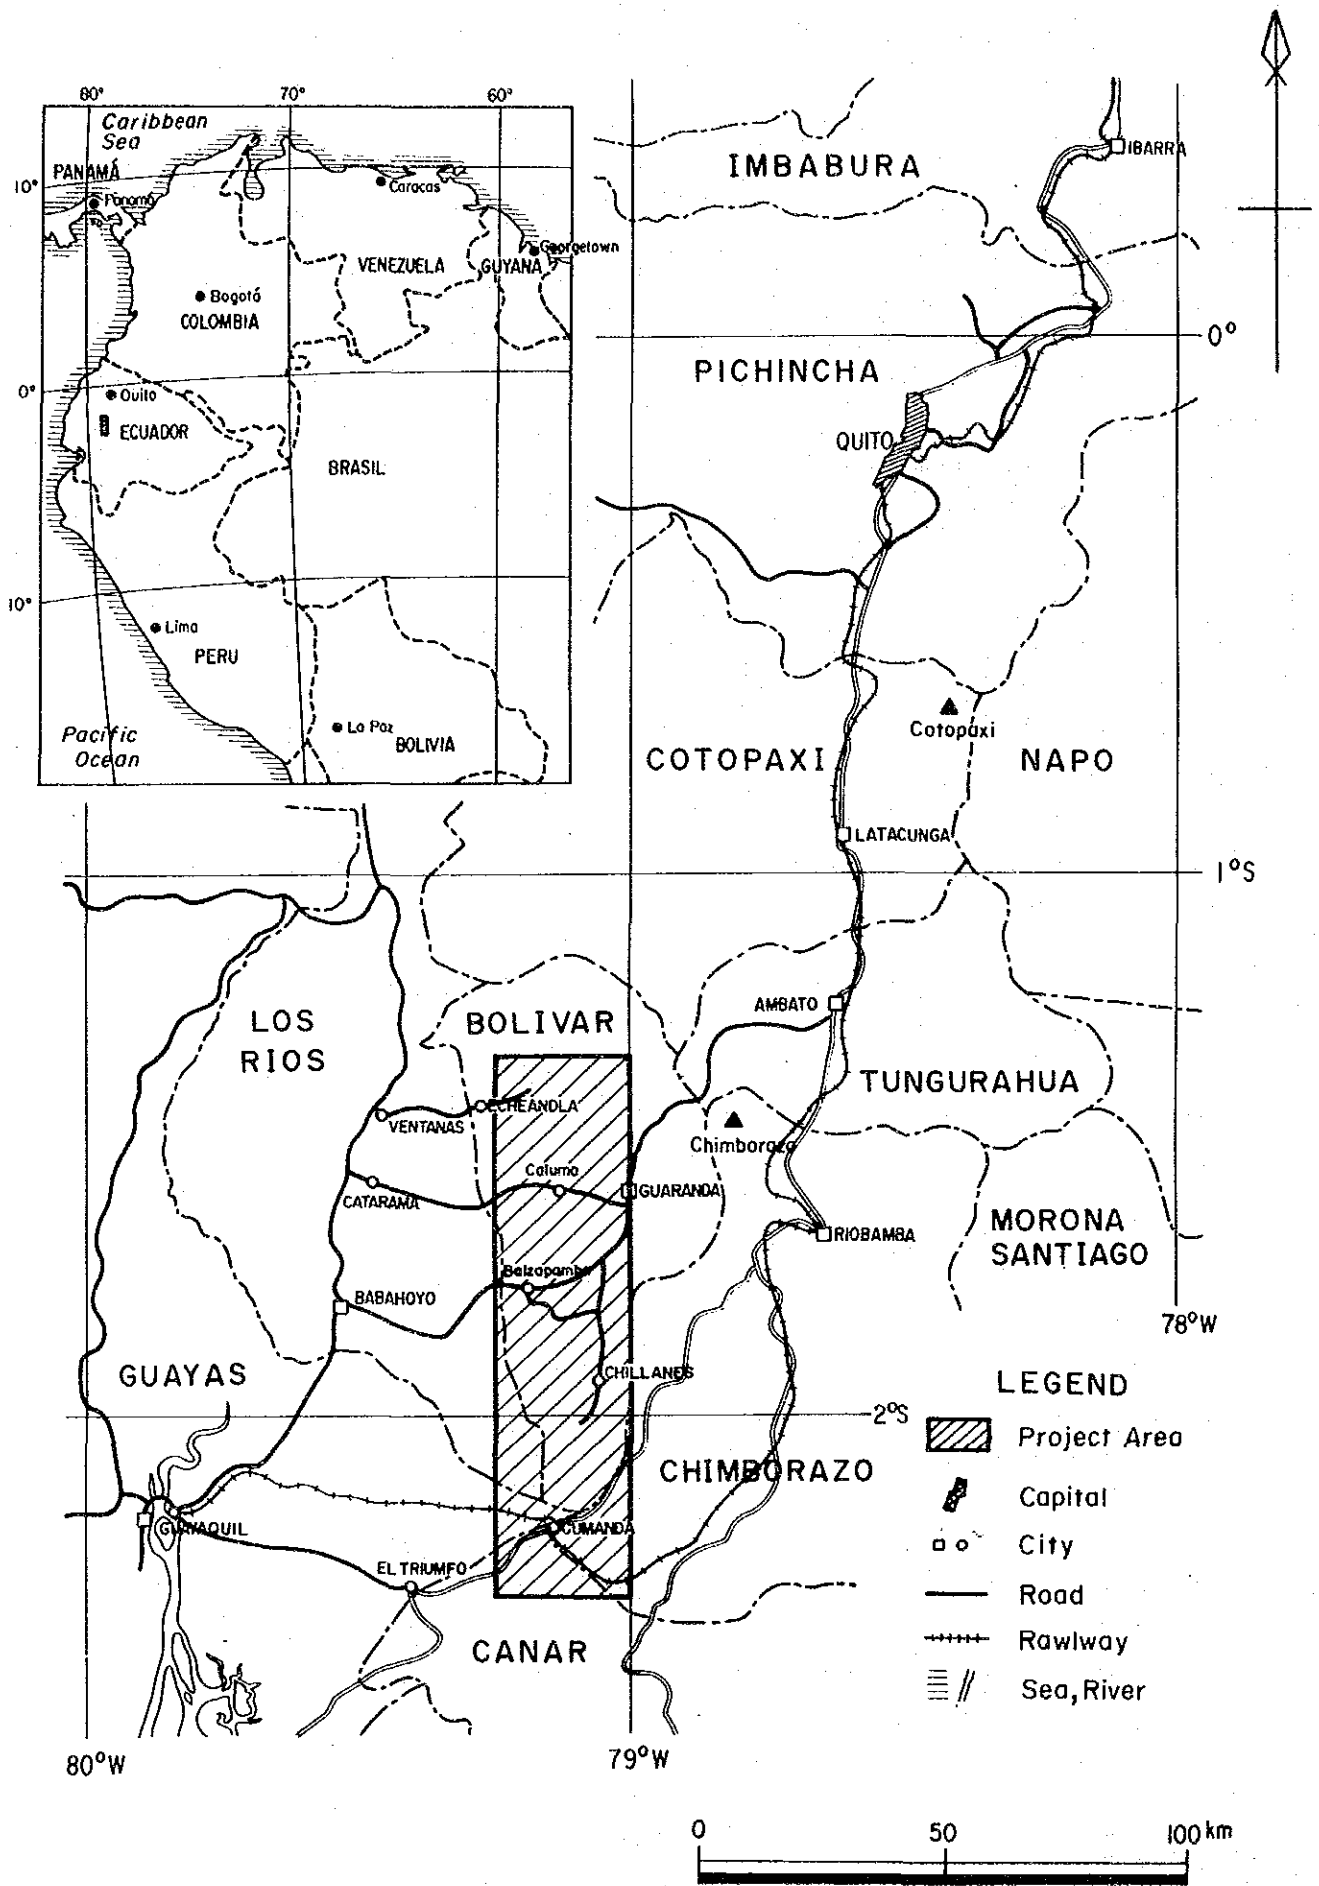 80°
70°
60°
Caribbean
Sea
PANAMÁ
10°
Panamá
Caracas
Georgetown
VENEZUELA
GUYANA
Bogotá
COLOMBIA
0°
Quito
ECUADOR
BRASIL
10°
Lima
PERU
La Paz
BOLIVIA
Pacific
Ocean
IBARRA
IMBABURA
0°
PICHINCHA
QUITO
Cotopaxi
COTOPAXI
NAPO
LATACUNGA
1°S
AMBATO
LOS
RIOS
BOLIVAR
TUNGURAHUA
ECHEANDLA
VENTANAS
Chimborazo
Caluma
CATARAMA
GUARANDA
RIOBAMBA
MORONA
SANTIAGO
Balzapamba
BABAHOYO
78°W
GUAYAS
CHILLANES
2°S
CHIMBORAZO
GUAYAQUIL
CUMANDA
EL TRIUMFO
CANAR
LEGEND
Project Area
Capital
City
Road
Rawlway
Sea, River
80°W
79°W
0
50
100 km